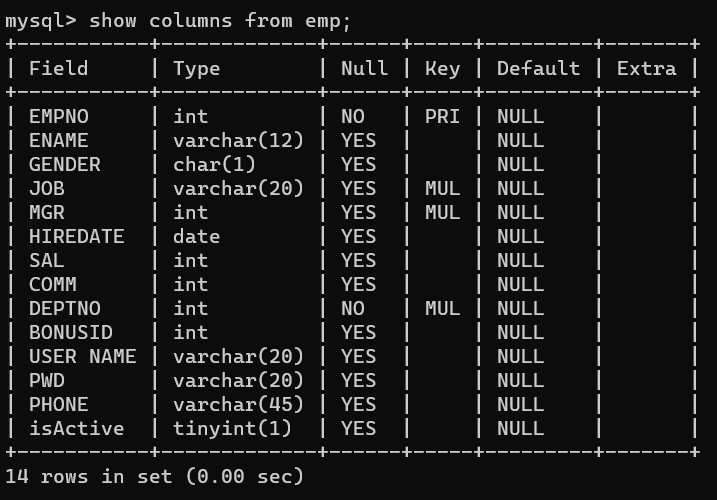 mysql> show columns from emp;
+-----------+-------------+------+-----+---------+-------+
| Field     | Type        | Null | Key | Default | Extra |
+-----------+-------------+------+-----+---------+-------+
| EMPNO     | int         | NO   | PRI | NULL    |       |
| ENAME     | varchar(12) | YES  |     | NULL    |       |
| GENDER    | char(1)     | YES  |     | NULL    |       |
| JOB       | varchar(20) | YES  | MUL | NULL    |       |
| MGR       | int         | YES  | MUL | NULL    |       |
| HIREDATE  | date        | YES  |     | NULL    |       |
| SAL       | int         | YES  |     | NULL    |       |
| COMM      | int         | YES  |     | NULL    |       |
| DEPTNO    | int         | NO   | MUL | NULL    |       |
| BONUSID   | int         | YES  |     | NULL    |       |
| USER NAME | varchar(20) | YES  |     | NULL    |       |
| PWD       | varchar(20) | YES  |     | NULL    |       |
| PHONE     | varchar(45) | YES  |     | NULL    |       |
| isActive  | tinyint(1)  | YES  |     | NULL    |       |
+-----------+-------------+------+-----+---------+-------+
14 rows in set (0.00 sec)